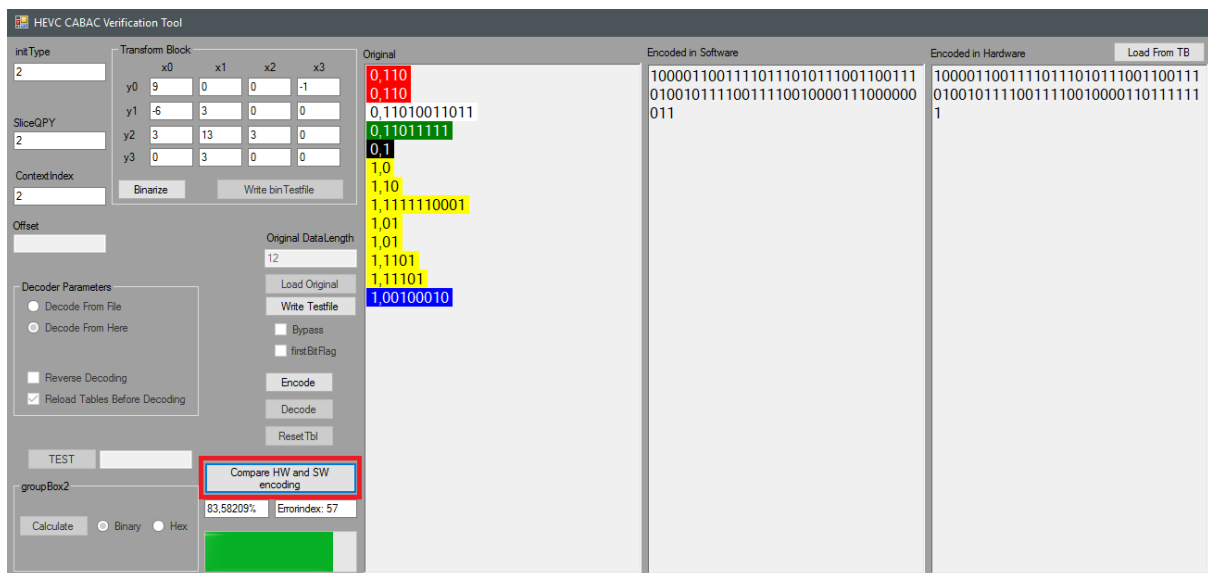 HEVC CABAC Verification Tool
initType
2
SliceQPY
2
ContextIndex
2
Offset
Transform Block
x0 x1 x2 x3
y0 9 0 0 -1
y1 -6 3 0 0
y2 3 13 3 0
y3 0 3 0 0
Binarize Write binTestfile
Original DataLength
12
Load Original
Write Testfile
Bypass
firstBitFlag
Encode
Decode
ResetTbl
Decoder Parameters
Decode From File
Decode From Here
Reverse Decoding
Reload Tables Before Decoding
TEST
Compare HW and SW
encoding
groupBox2
Calculate Binary Hex
83,58209% Errorindex: 57
Original
0,110
0,110
0,11010011011
0,11011111
0,1
1,0
1,10
1,1111110001
1,01
1,01
1,1101
1,11101
1,00100010
Encoded in Software
10000110011110111010111001100111
01001011110011110010000111000000
011
Encoded in Hardware Load From TB
10000110011110111010111001100111
01001011110011110010000110111111
1